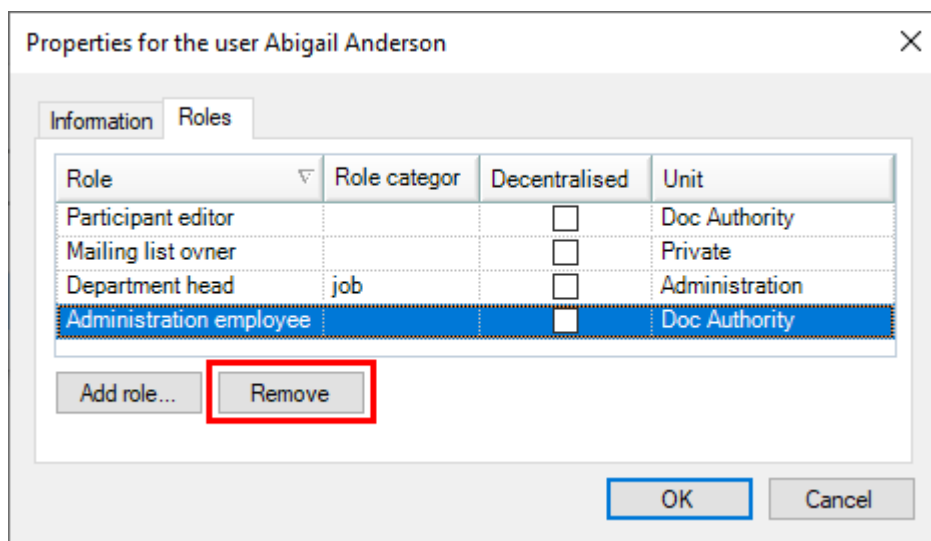 Properties for the user Abigail Anderson
Information Roles
Role Role categor Decentralised Unit
Participant editor Doc Authority
Mailing list ovner Private
Department head job Administration
Administration employee Doc Authority
Add role... Remove
OK Cancel